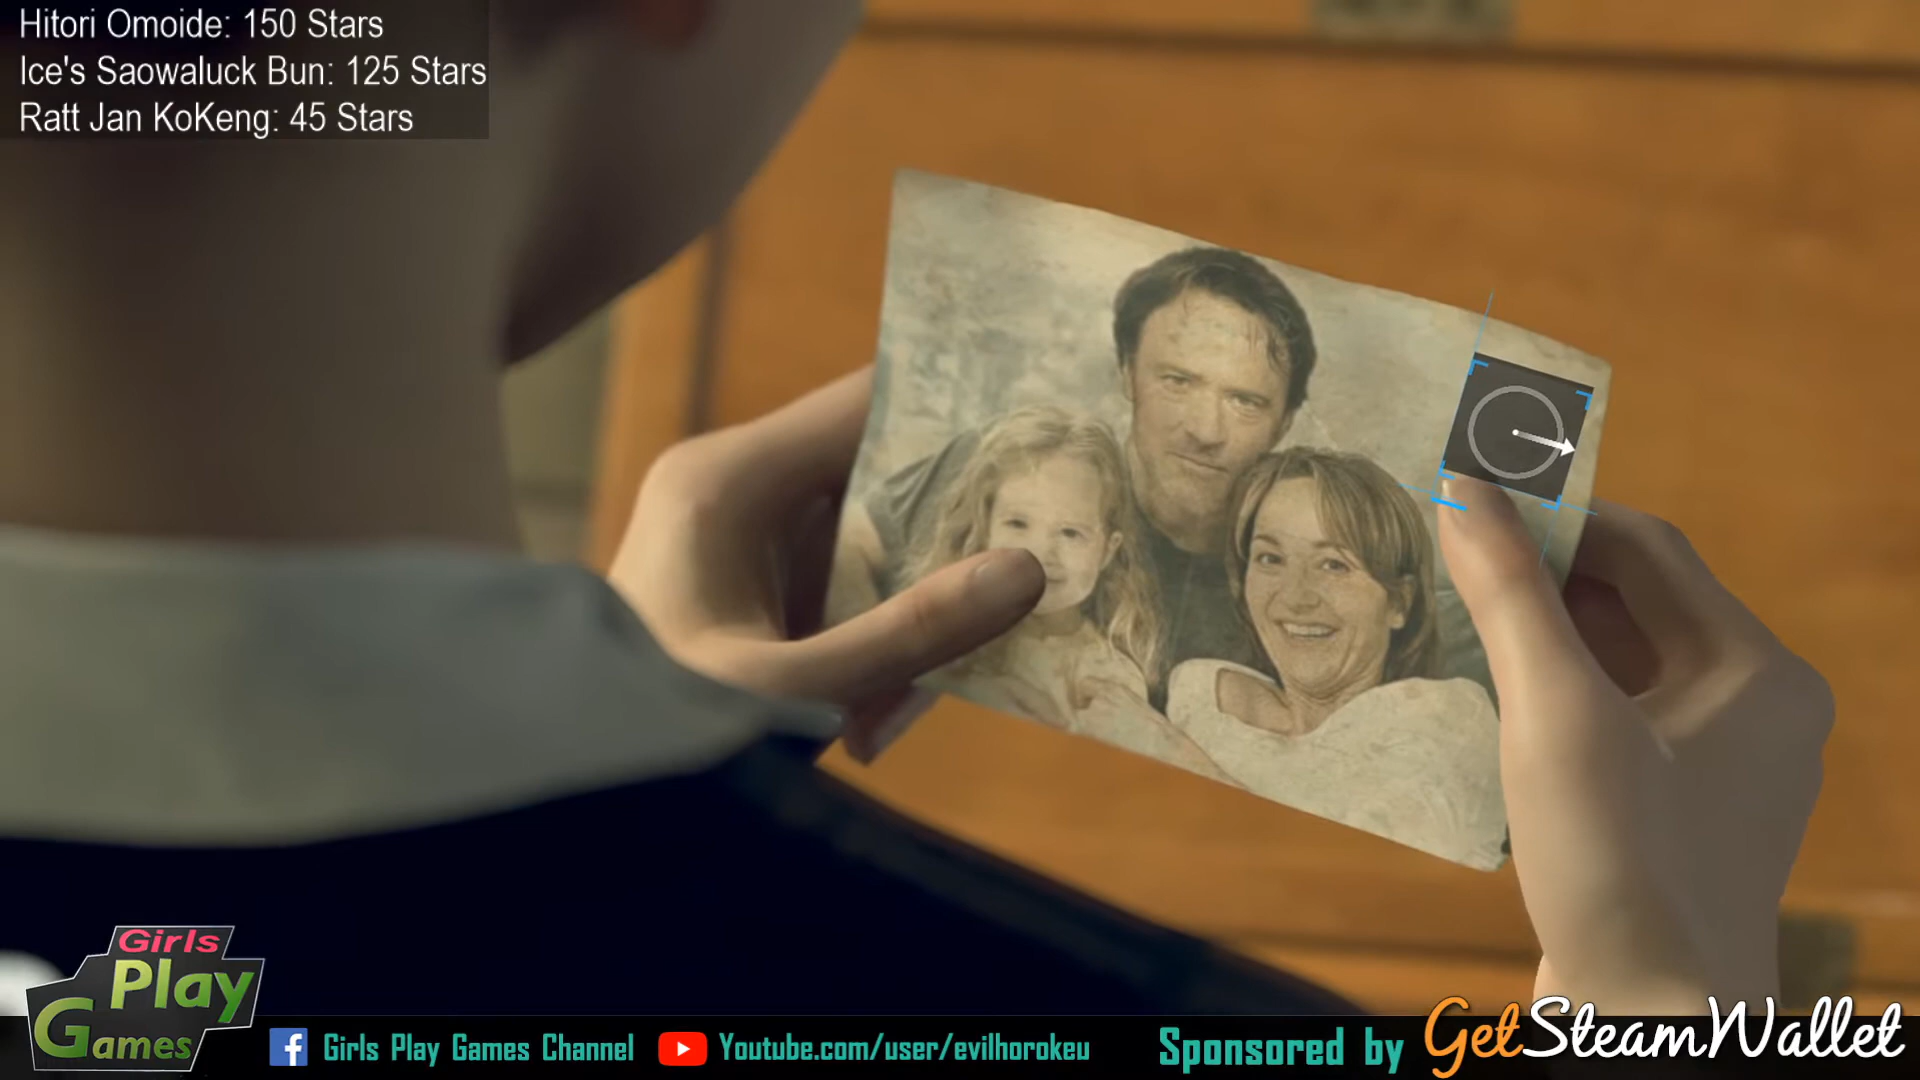 Hitori Omoide: 150 Stars
Ice's Saowaluck Bun: 125 Stars
Ratt Jan KoKeng: 45 Stars
Girls
Play
Games
Girls Play Games Channel
Youtube.com/user/evilhorokeu
Sponsored by GetSteamWallet